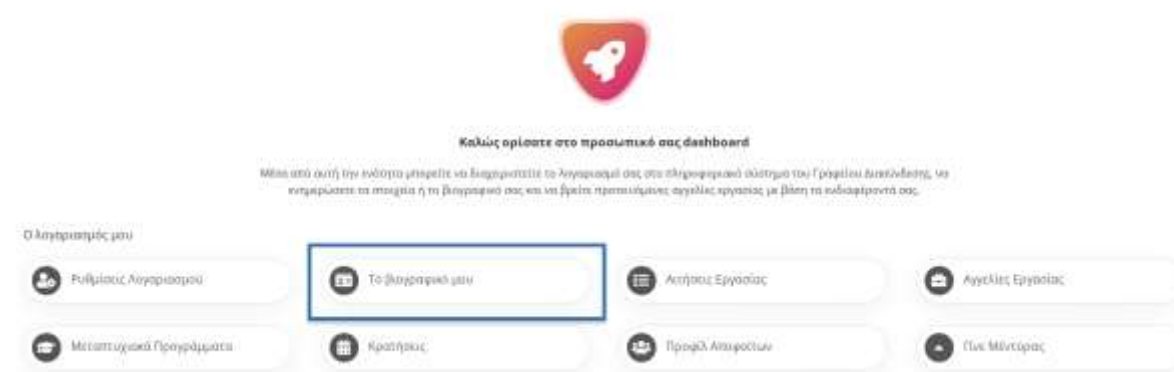 Καλώς ορίσατε στο προσωπικό σας dashboard
Μέσα από αυτή την ενότητα μπορείτε να διαχειριστείτε το λογαριασμό σας στο πληροφοριακό σύστημα του Γραφείου Διασύνδεσης, να
ενημερώσετε τα στοιχεία ή το βιογραφικό σας και να βρείτε προτεινόμενες αγγελίες εργασίας με βάση τα ενδιαφέροντά σας.
Ο λογαριασμός μου
Ρυθμίσεις Λογαριασμού
Το βιογραφικό μου
Αιτήσεις Εργασίας
Αγγελίες Εργασίας
Μεταπτυχιακά Προγράμματα
Κρατήσεις
Προφίλ Αποφοίτων
Γίνε Μέντορας